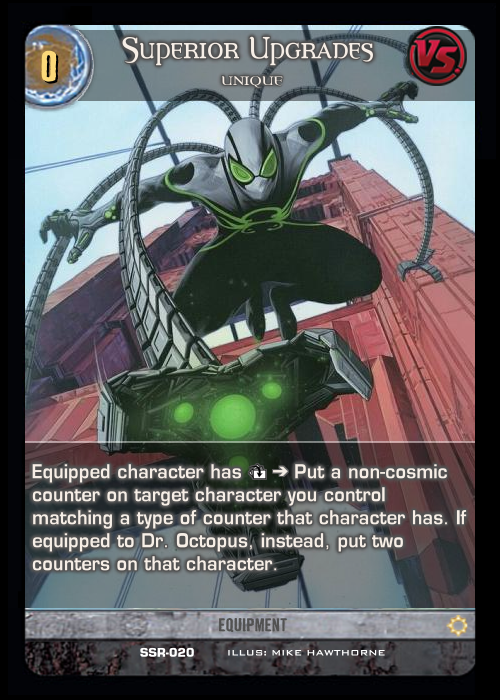 0
Superior Upgrades
VS.
UNIQUE
Equipped character has ➔ Put a non-cosmic
counter on target character you control
matching a type of counter that character has. If
equipped to Dr. Octopus, instead, put two
counters on that character.
EQUIPMENT
SSR-020 ILLUS: MIKE HAWTHORNE